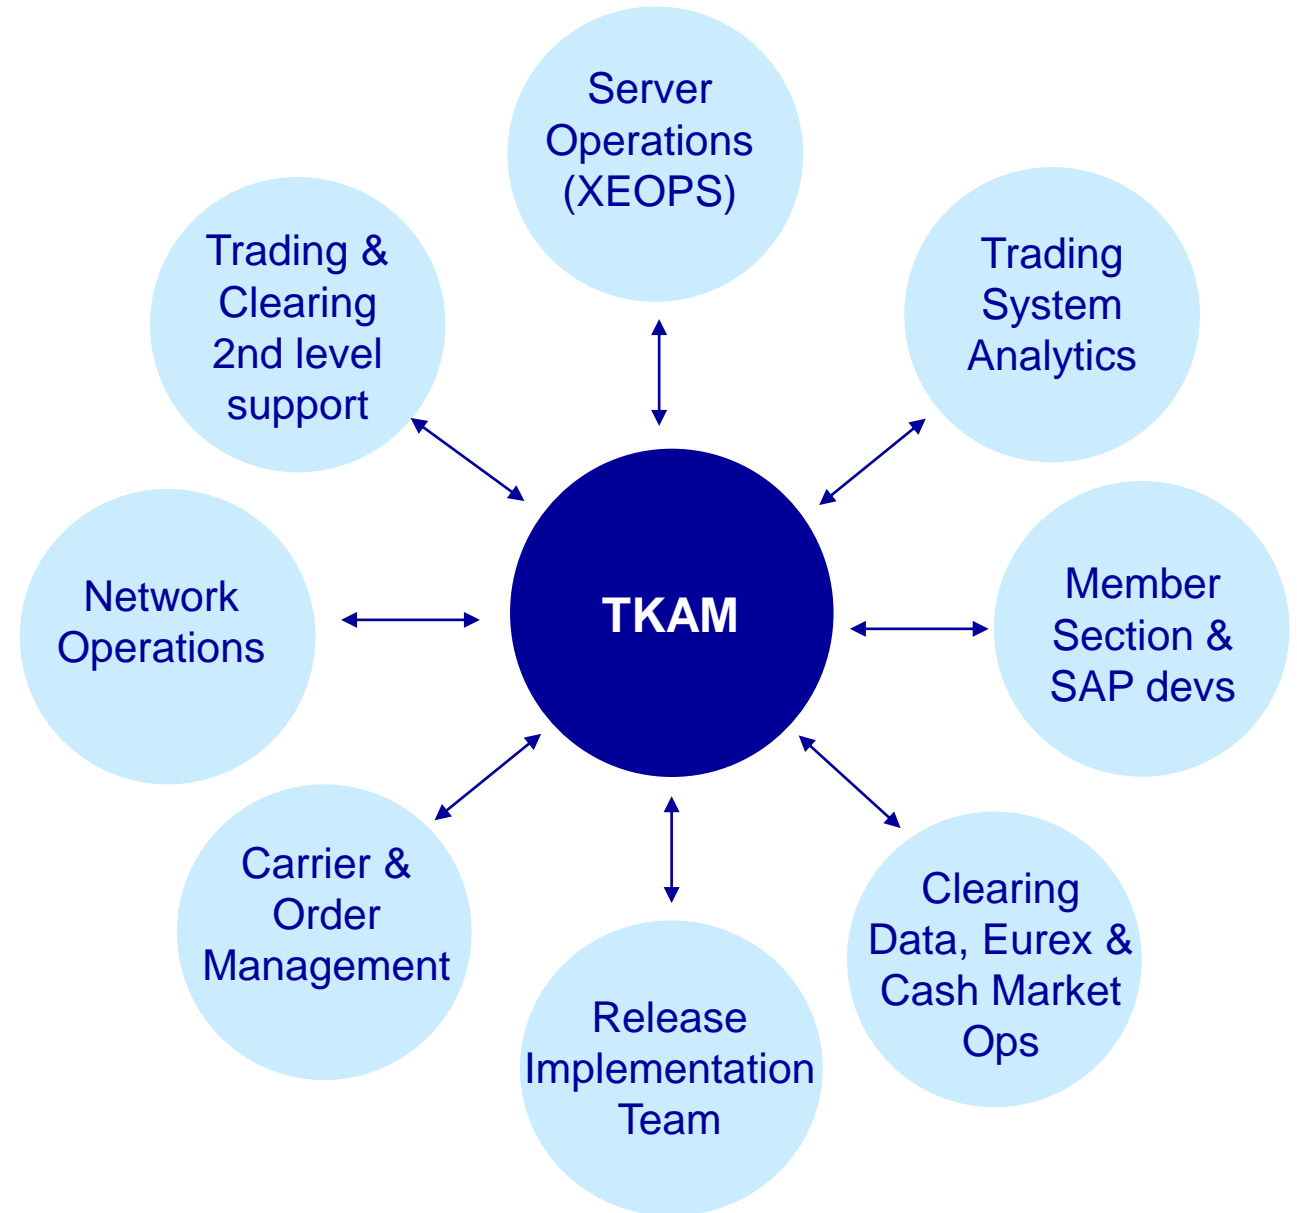 Server
Operations
(XEOPS)
Trading &
Clearing
2nd level
support
Trading
System
Analytics
Network
Operations
TKAM
Member
Section &
SAP devs
Carrier &
Order
Management
Clearing
Data, Eurex &
Cash Market
Ops
Release
Implementation
Team